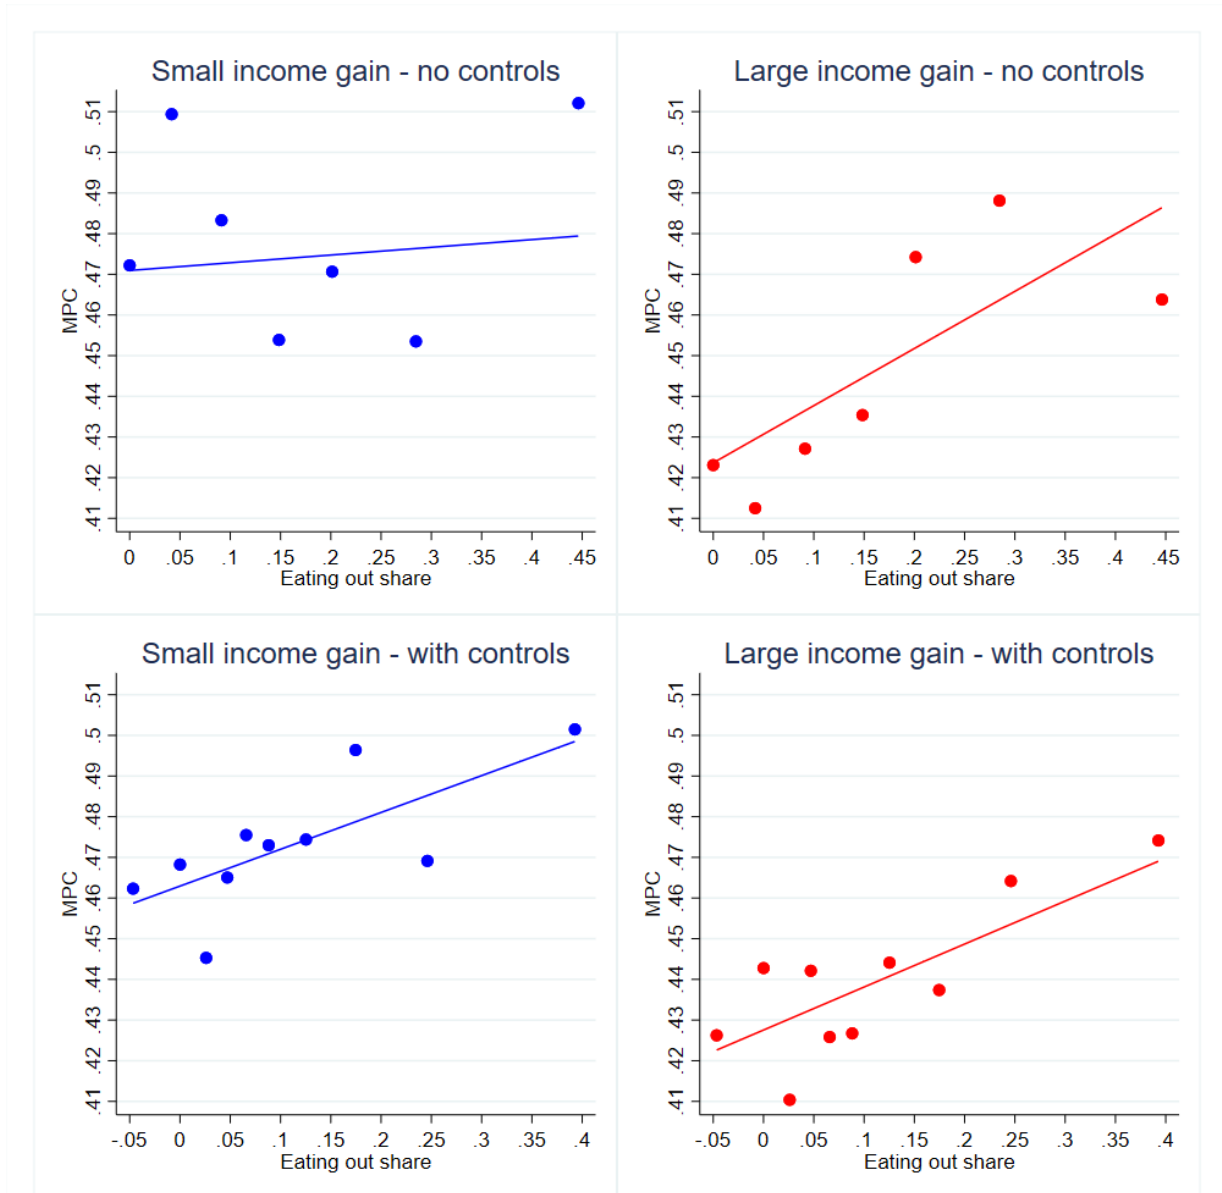 Small income gain - no controls
MPC
.51
.5
.49
.48
.47
.46
.45
.44
.43
.42
.41
0 .05 .1 .15 .2 .25 .3 .35 .4 .45
Eating out share
Large income gain - no controls
MPC
.51
.5
.49
.48
.47
.46
.45
.44
.43
.42
.41
0 .05 .1 .15 .2 .25 .3 .35 .4 .45
Eating out share
Small income gain - with controls
MPC
.51
.5
.49
.48
.47
.46
.45
.44
.43
.42
.41
-.05 0 .05 .1 .15 .2 .25 .3 .35 .4
Eating out share
Large income gain - with controls
MPC
.51
.5
.49
.48
.47
.46
.45
.44
.43
.42
.41
-.05 0 .05 .1 .15 .2 .25 .3 .35 .4
Eating out share